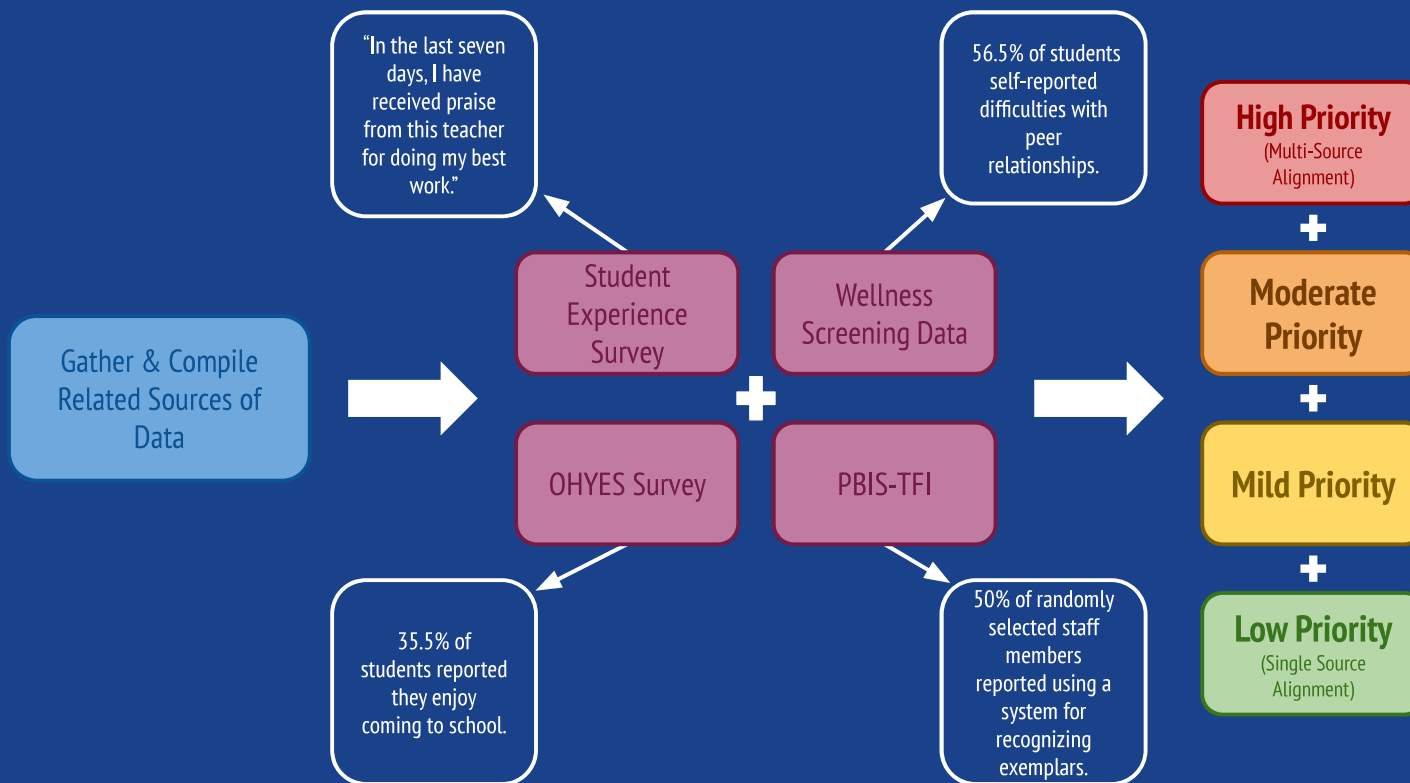 “In the last seven
days, I have
received praise
from this teacher
for doing my best
work.”
56.5% of students
self-reported
difficulties with
peer
relationships.
Gather & Compile
Related Sources of
Data
Student
Experience
Survey
Wellness
Screening Data
OHYES Survey
PBIS-TFI
35.5% of
students reported
they enjoy
coming to school.
50% of randomly
selected staff
members
reported using a
system for
recognizing
exemplars.
High Priority
(Multi-Source
Alignment)
Moderate
Priority
Mild Priority
Low Priority
(Single Source
Alignment)